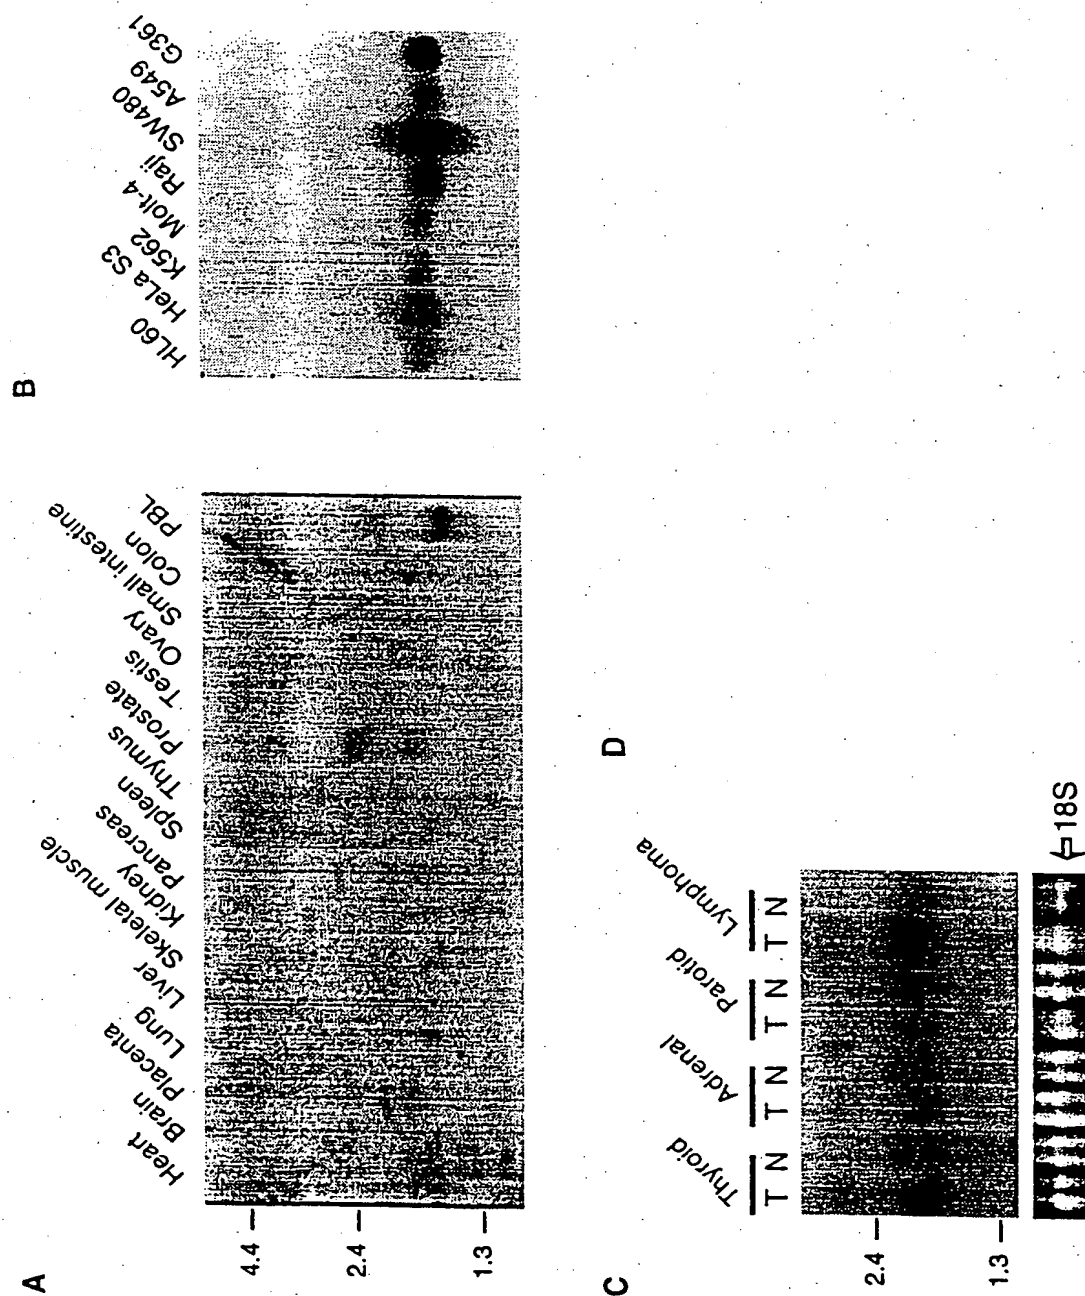 A
Heart
Brain
Placenta
Lung
Liver
Skeletal muscle
Kidney
Pancreas
Spleen
Thymus
Prostate
Testis
Ovary
Small intestine
Colon
PBL
4.4
2.4
1.3
B
HL60
HeLa S3
K562
Molt-4
Raji
SW480
A549
G361
C
Thyroid Adrenal Parotid Lymphoma
T N T N T N T N
2.4
1.3
18S
D